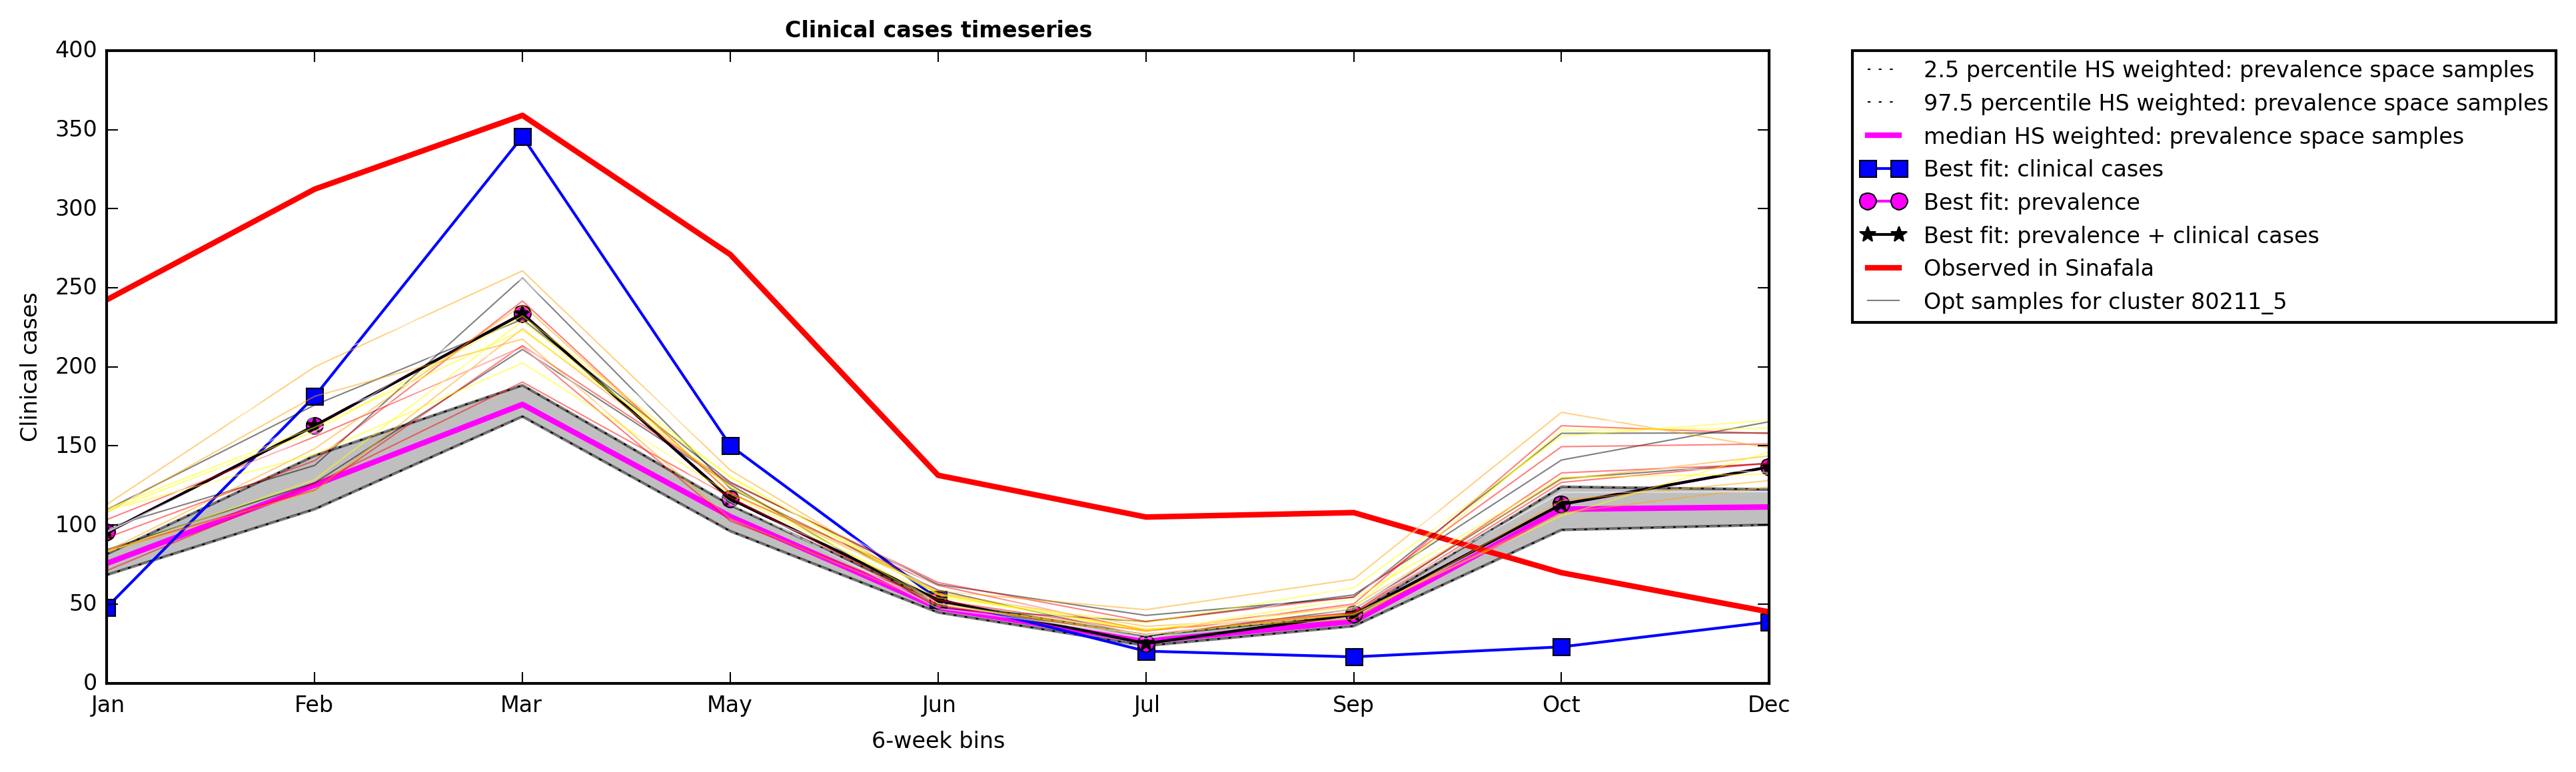 Clinical cases timeseries
400
350
300
250
200
150
100
50
0
Clinical cases
Jan Feb Mar May Jun Jul Sep Oct Dec
6-week bins
2.5 percentile HS weighted: prevalence space samples
97.5 percentile HS weighted: prevalence space samples
median HS weighted: prevalence space samples
Best fit: clinical cases
Best fit: prevalence
Best fit: prevalence + clinical cases
Observed in Sinafala
Opt samples for cluster 80211_5